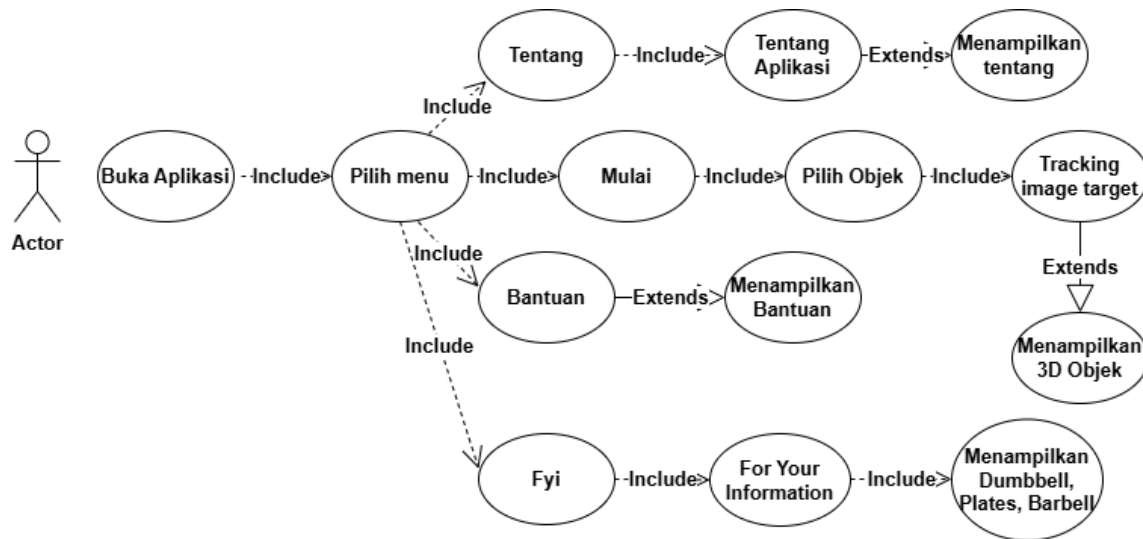 Tentang
Include
Tentang
Aplikasi
Extends
Menampilkan
tentang
Include
Actor
Buka Aplikasi
Include
Pilih menu
Include
Mulai
Include
Pilih Objek
Include
Tracking
image target
Include
Bantuan
Extends
Menampilkan
Bantuan
Extends
Menampilkan
3D Objek
Include
Fyi
Include
For Your
Information
Include
Menampilkan
Dumbbell,
Plates, Barbell